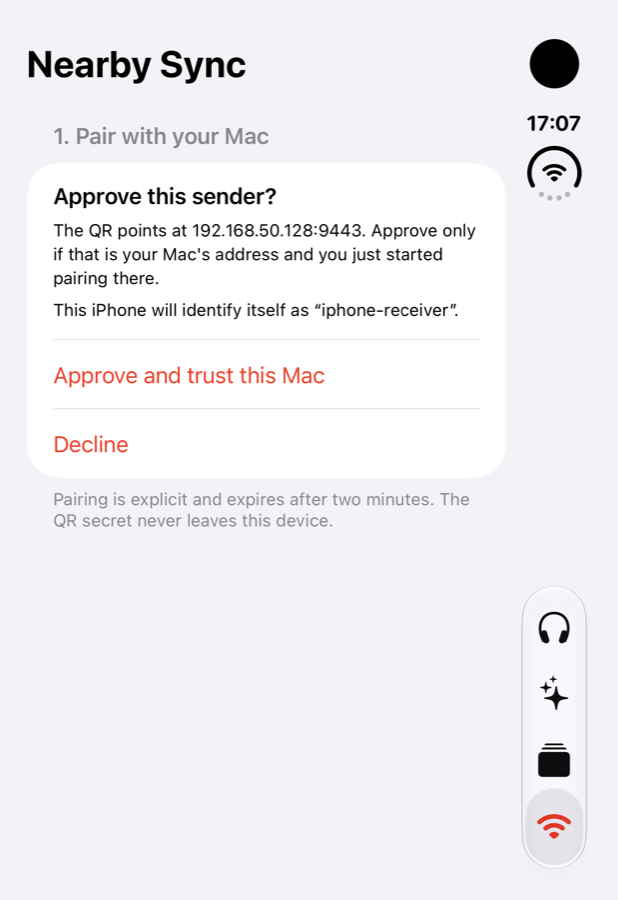 Nearby Sync
17:07
1. Pair with your Mac
Approve this sender?
The QR points at 192.168.50.128:9443. Approve only
if that is your Mac's address and you just started
pairing there.
This iPhone will identify itself as “iphone-receiver”.
Approve and trust this Mac
Decline
Pairing is explicit and expires after two minutes. The
QR secret never leaves this device.